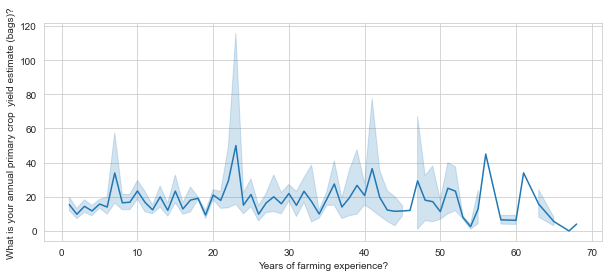 What is your annual primary crop  yield estimate (bags)?
120
100
80
60
40
20
0
0 10 20 30 40 50 60 70
Years of farming experience?